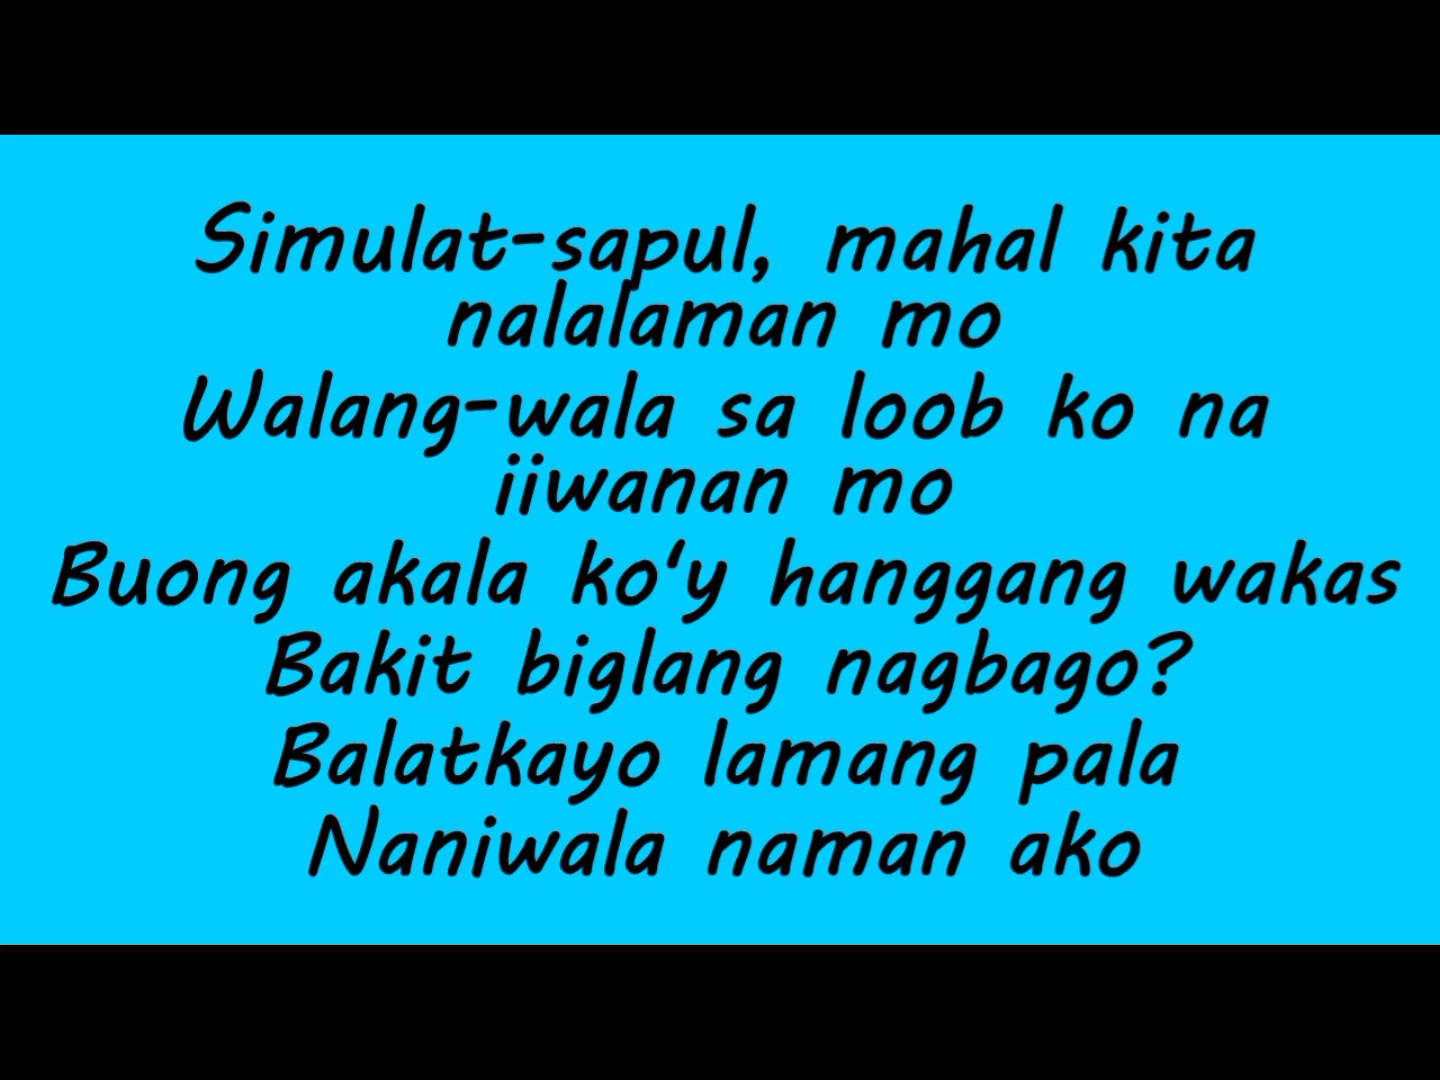 Simulat-sapul, mahal kita
nalalaman mo
Walang-wala sa loob ko na
iiwanan mo
Buong akala ko'y hanggang wakas
Bakit biglang nagbago?
Balatkayo lamang pala
Naniwala naman ako